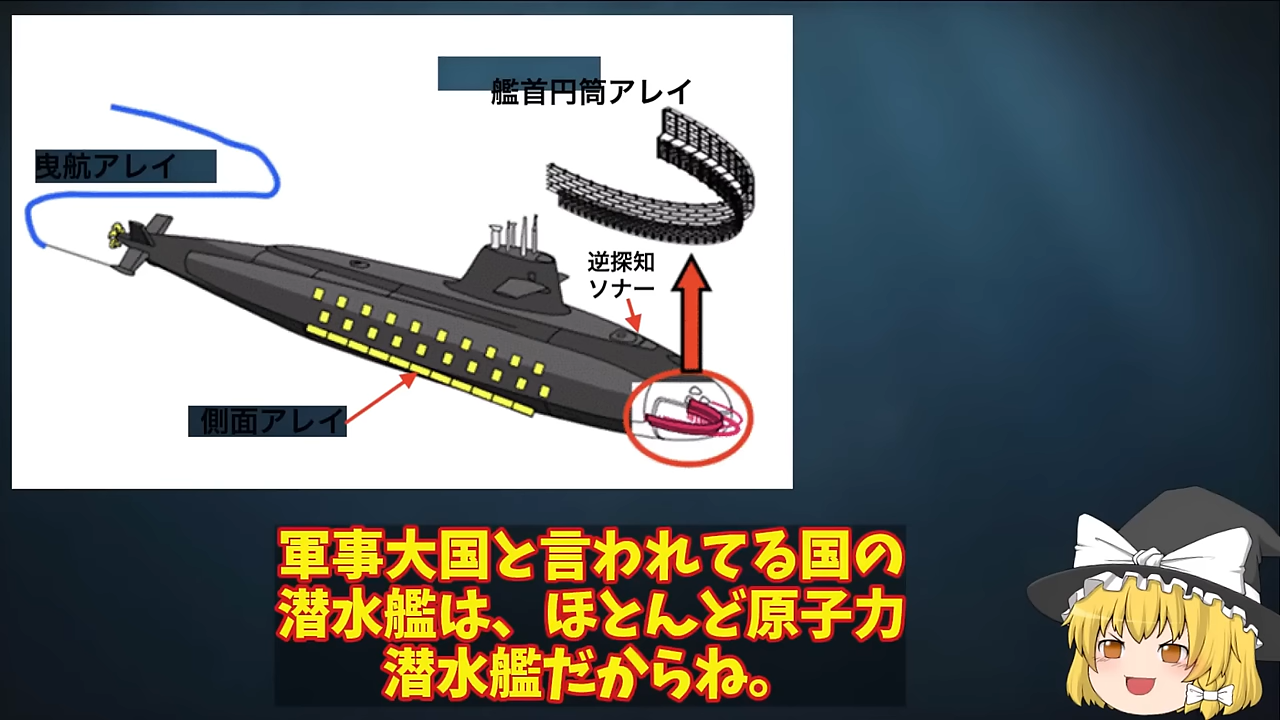 艦首円筒アレイ
曳航アレイ
逆探知
ソナー
側面アレイ
軍事大国と言われてる国の
潜水艦は、ほとんど原子力
潜水艦だからね。